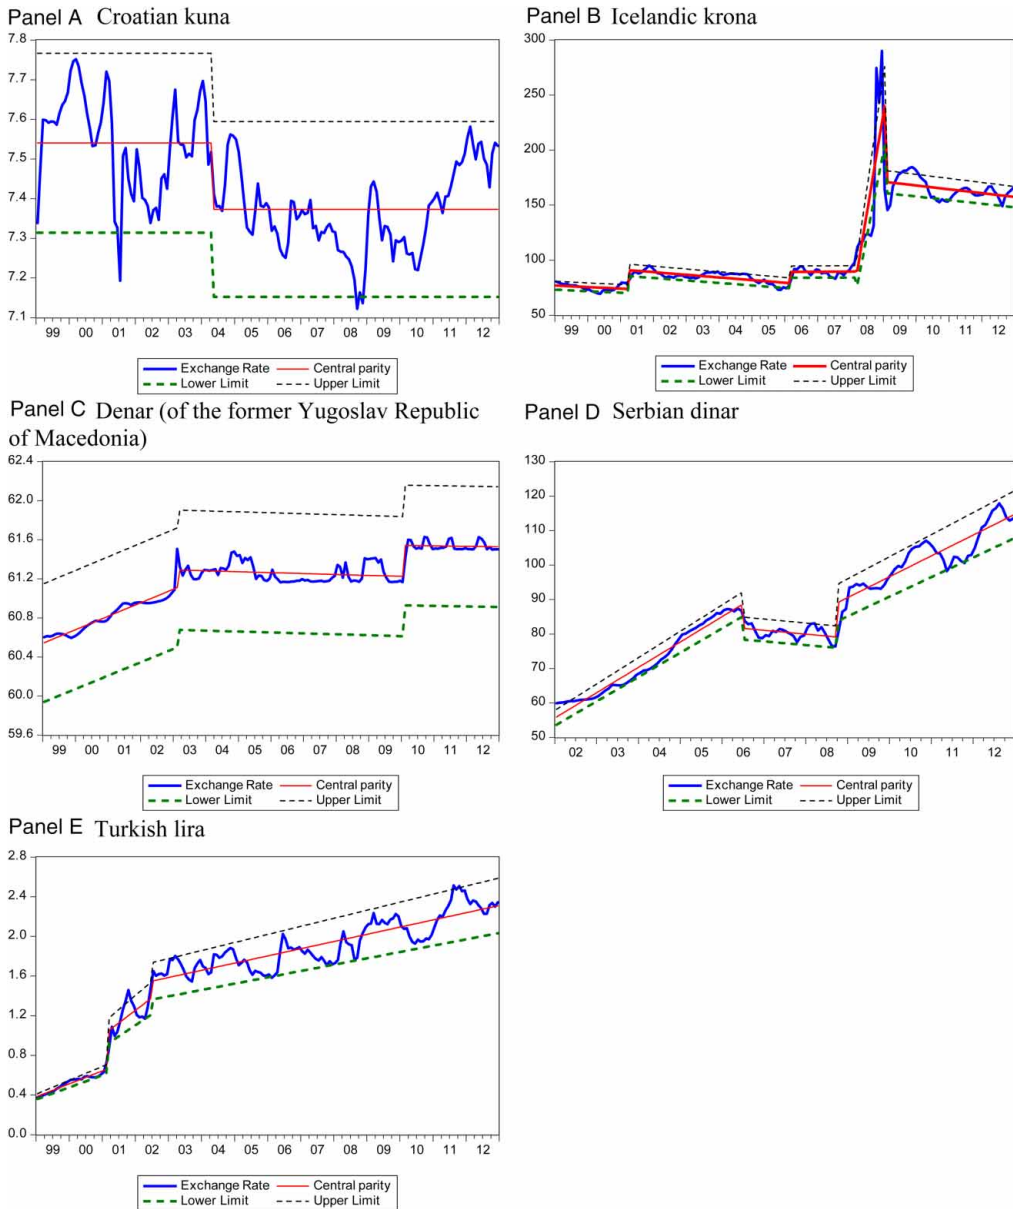 Panel A Croatian kuna
7.8
7.7
7.6
7.5
7.4
7.3
7.2
7.1
99 00 01 02 03 04 05 06 07 08 09 10 11 12
Exchange Rate Central parity
Lower Limit Upper Limit
Panel B Icelandic krona
300
250
200
150
100
50
99 00 01 02 03 04 05 06 07 08 09 10 11 12
Exchange Rate Central parity
Lower Limit Upper Limit
Panel C Denar (of the former Yugoslav Republic
of Macedonia)
62.4
62.0
61.6
61.2
60.8
60.4
60.0
59.6
99 00 01 02 03 04 05 06 07 08 09 10 11 12
Exchange Rate Central parity
Lower Limit Upper Limit
Panel D Serbian dinar
130
120
110
100
90
80
70
60
50
02 03 04 05 06 07 08 09 10 11 12
Exchange Rate Central parity
Lower Limit Upper Limit
Panel E Turkish lira
2.8
2.4
2.0
1.6
1.2
0.8
0.4
0.0
99 00 01 02 03 04 05 06 07 08 09 10 11 12
Exchange Rate Central parity
Lower Limit Upper Limit